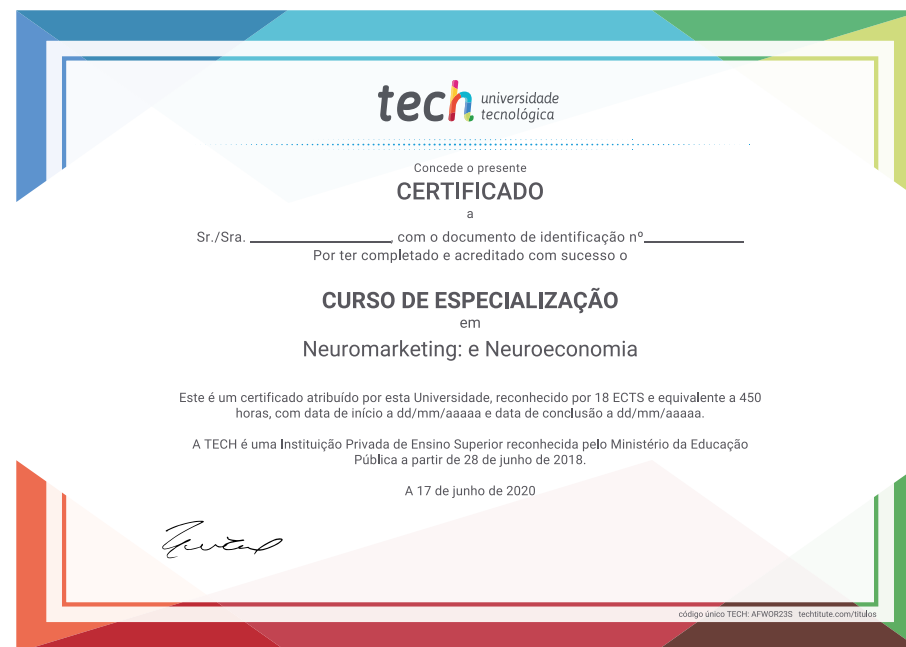 tech universidade
tecnológica
Concede o presente
CERTIFICADO
a
Sr./Sra. ____________________, com o documento de identificação nº______________
Por ter completado e acreditado com sucesso o
CURSO DE ESPECIALIZAÇÃO
em
Neuromarketing: e Neuroeconomia
Este é um certificado atribuído por esta Universidade, reconhecido por 18 ECTS e equivalente a 450
horas, com data de início a dd/mm/aaaaa e data de conclusão a dd/mm/aaaaa.
A TECH é uma Instituição Privada de Ensino Superior reconhecida pelo Ministério da Educação
Pública a partir de 28 de junho de 2018.
A 17 de junho de 2020
código único TECH: AFWOR23S techtitute.com/titulos